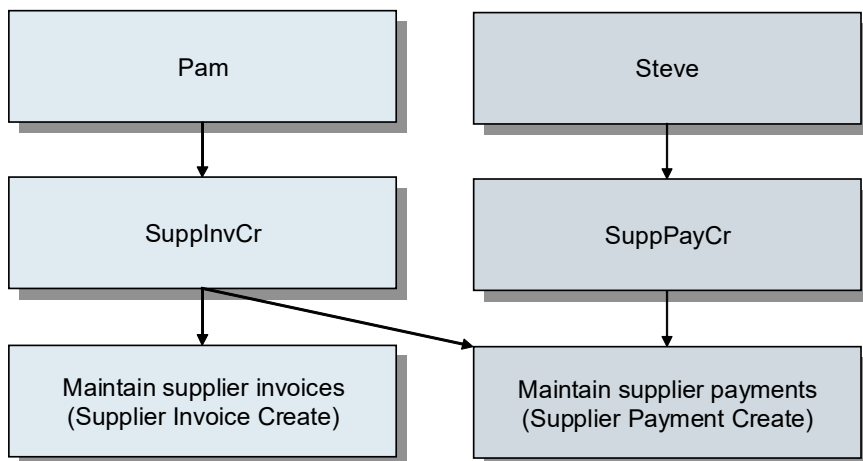 Pam
Steve
SuppInvCr
SuppPayCr
Maintain supplier invoices
(Supplier Invoice Create)
Maintain supplier payments
(Supplier Payment Create)